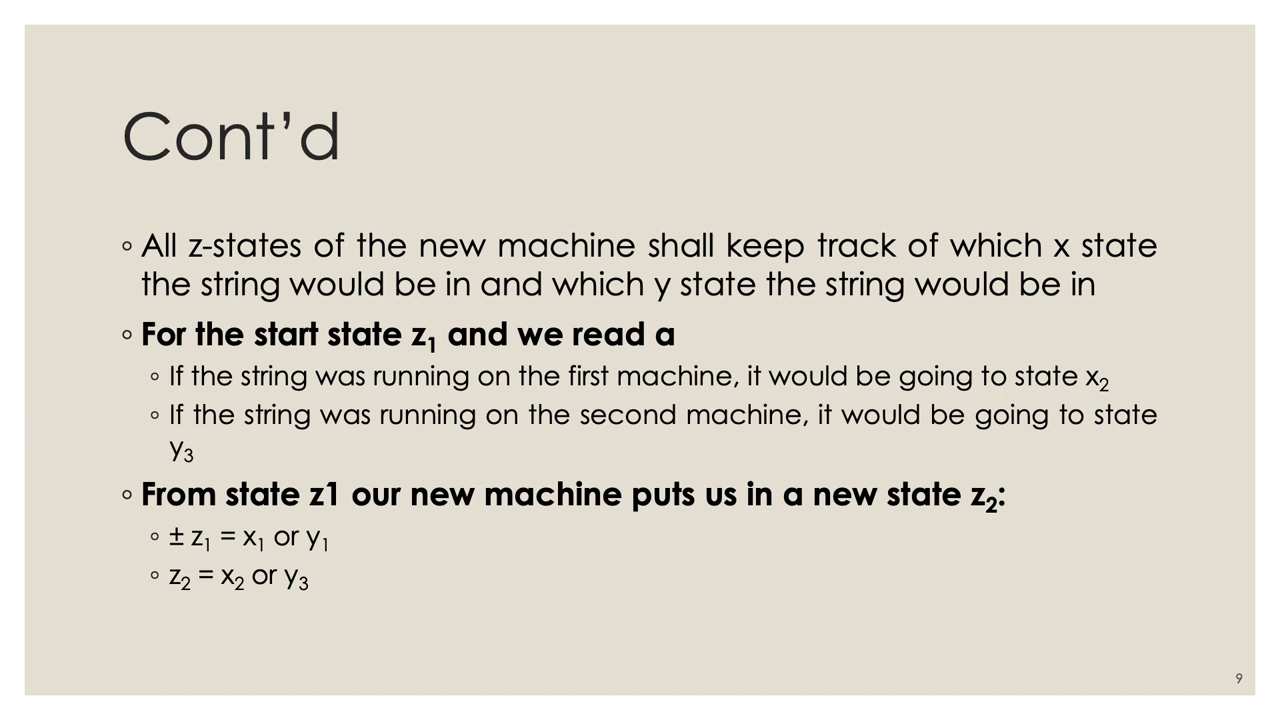 Cont’d
◦ All z-states of the new machine shall keep track of which x state
the string would be in and which y state the string would be in
◦ For the start state z₁ and we read a
◦ If the string was running on the first machine, it would be going to state x₂
◦ If the string was running on the second machine, it would be going to state
y₃
◦ From state z1 our new machine puts us in a new state z₂:
◦ ± z₁ = x₁ or y₁
◦ z₂ = x₂ or y₃
9